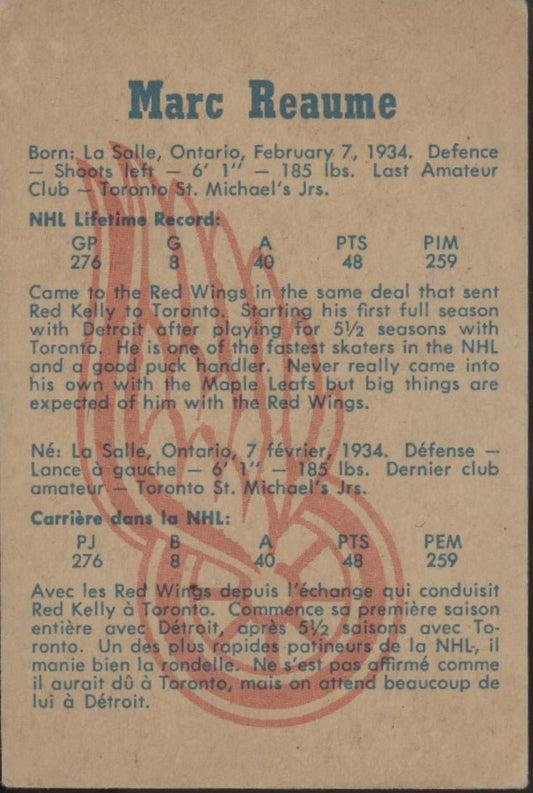 Marc Reaume
Born: La Salle, Ontario, February 7, 1934. Defence
— Shoots left — 6' 1" — 185 lbs. Last Amateur
Club — Toronto St. Michael's Jrs.
NHL Lifetime Record:
GP G A PTS PIM
276 8 40 48 259
Came to the Red Wings in the same deal that sent
Red Kelly to Toronto. Starting his first full season
with Detroit after playing for 5½ seasons with
Toronto. He is one of the fastest skaters in the NHL
and a good puck handler. Never really came into
his own with the Maple Leafs but big things are
expected of him with the Red Wings.
Né: La Salle, Ontario, 7 février, 1934. Défense —
Lance à gauche — 6' 1" — 185 lbs. Dernier club
amateur — Toronto St. Michael's Jrs.
Carrière dans la NHL:
PJ B A PTS PEM
276 8 40 48 259
Avec les Red Wings depuis l'échange qui conduisit
Red Kelly à Toronto. Commence sa première saison
entière avec Détroit, après 5½ saisons avec To-
ronto. Un des plus rapides patineurs de la NHL, il
manie bien la rondelle. Ne s'est pas affirmé comme
il aurait dû à Toronto, mais on attend beaucoup de
lui à Détroit.